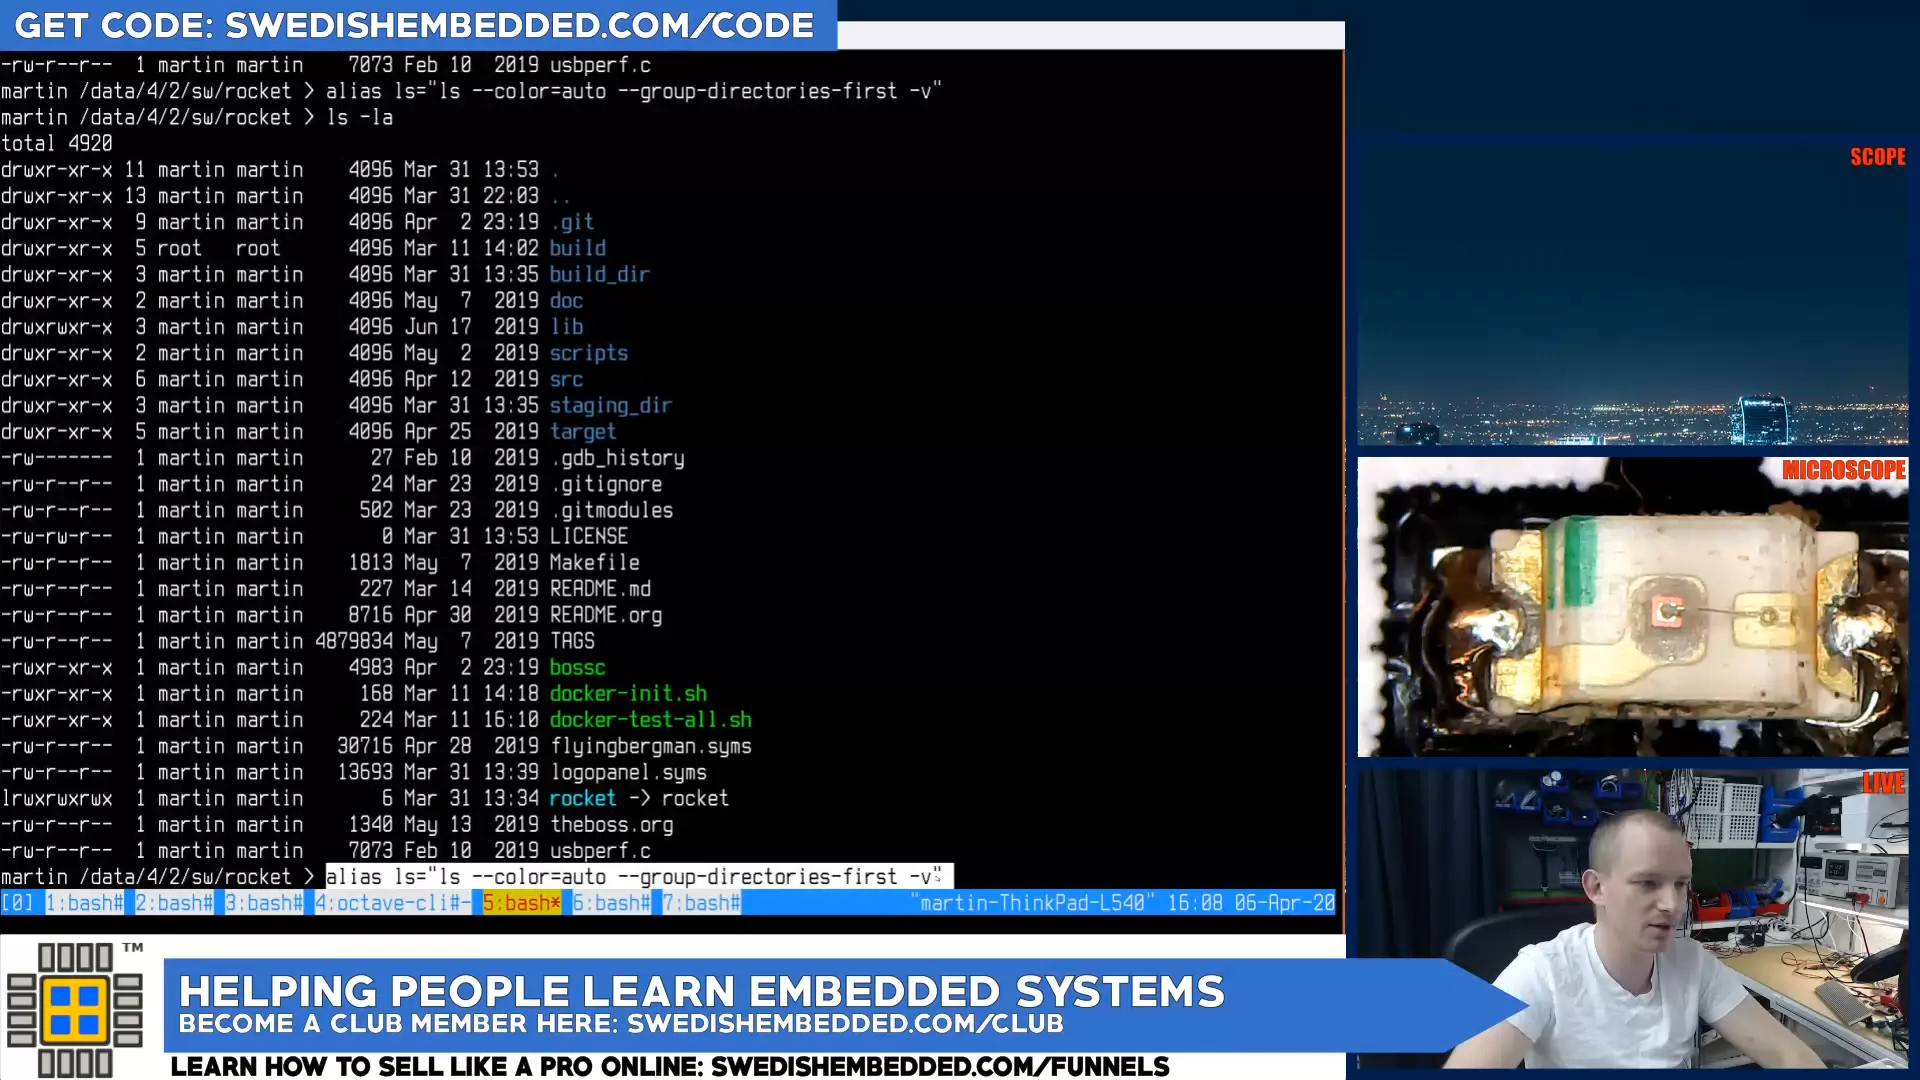 GET CODE: SWEDISHEMBEDDED.COM/CODE
-rw-r--r-- 1 martin martin 7073 Feb 10 2019 usbperf.c
martin /data/4/2/sw/rocket > alias ls="ls --color=auto --group-directories-first -v"
martin /data/4/2/sw/rocket > ls -la
total 4920
drwxr-xr-x 11 martin martin 4096 Mar 31 13:53 .
drwxr-xr-x 13 martin martin 4096 Mar 31 22:03 ..
drwxr-xr-x 9 martin martin 4096 Apr 2 23:19 .git
drwxr-xr-x 5 root root 4096 Mar 11 14:02 build
drwxr-xr-x 3 martin martin 4096 Mar 31 13:35 build_dir
drwxr-xr-x 2 martin martin 4096 May 7 2019 doc
drwxrwxr-x 3 martin martin 4096 Jun 17 2019 lib
drwxr-xr-x 2 martin martin 4096 May 2 2019 scripts
drwxr-xr-x 6 martin martin 4096 Apr 12 2019 src
drwxr-xr-x 3 martin martin 4096 Mar 31 13:35 staging_dir
drwxr-xr-x 5 martin martin 4096 Apr 25 2019 target
-rw------- 1 martin martin 27 Feb 10 2019 .gdb_history
-rw-r--r-- 1 martin martin 24 Mar 23 2019 .gitignore
-rw-r--r-- 1 martin martin 502 Mar 23 2019 .gitmodules
-rw-rw-r-- 1 martin martin 0 Mar 31 13:53 LICENSE
-rw-r--r-- 1 martin martin 1813 May 7 2019 Makefile
-rw-r--r-- 1 martin martin 227 Mar 14 2019 README.md
-rw-r--r-- 1 martin martin 8716 Apr 30 2019 README.org
-rw-r--r-- 1 martin martin 4879834 May 7 2019 TAGS
-rwxr-xr-x 1 martin martin 4983 Apr 2 23:19 bossc
-rwxr-xr-x 1 martin martin 168 Mar 11 14:18 docker-init.sh
-rwxr-xr-x 1 martin martin 224 Mar 11 16:10 docker-test-all.sh
-rw-r--r-- 1 martin martin 30716 Apr 28 2019 flyingbergman.syms
-rw-r--r-- 1 martin martin 13693 Mar 31 13:39 logopanel.syms
lrwxrwxrwx 1 martin martin 6 Mar 31 13:34 rocket -> rocket
-rw-r--r-- 1 martin martin 1340 May 13 2019 theboss.org
-rw-r--r-- 1 martin martin 7073 Feb 10 2019 usbperf.c
martin /data/4/2/sw/rocket > alias ls="ls --color=auto --group-directories-first -v"
[0] 1:bash# 2:bash# 3:bash# 4:octave-cli#- 5:bash* 6:bash# 7:bash# "martin-ThinkPad-L540" 16:08 06-Apr-20
SCOPE
MICROSCOPE
LIVE
TM
HELPING PEOPLE LEARN EMBEDDED SYSTEMS
BECOME A CLUB MEMBER HERE: SWEDISHEMBEDDED.COM/CLUB
LEARN HOW TO SELL LIKE A PRO ONLINE: SWEDISHEMBEDDED.COM/FUNNELS